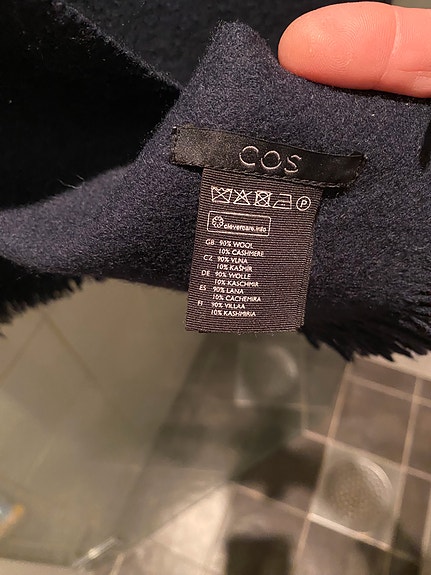 COS
P
clevercare.info
GB 90% WOOL
10% CASHMERE
CZ 90% VLNA
10% KAŠMÍR
DE 90% WOLLE
10% KASCHMIR
ES 90% LANA
10% CACHEMIRA
FI 90% VILLAA
10% KASHMIRIA